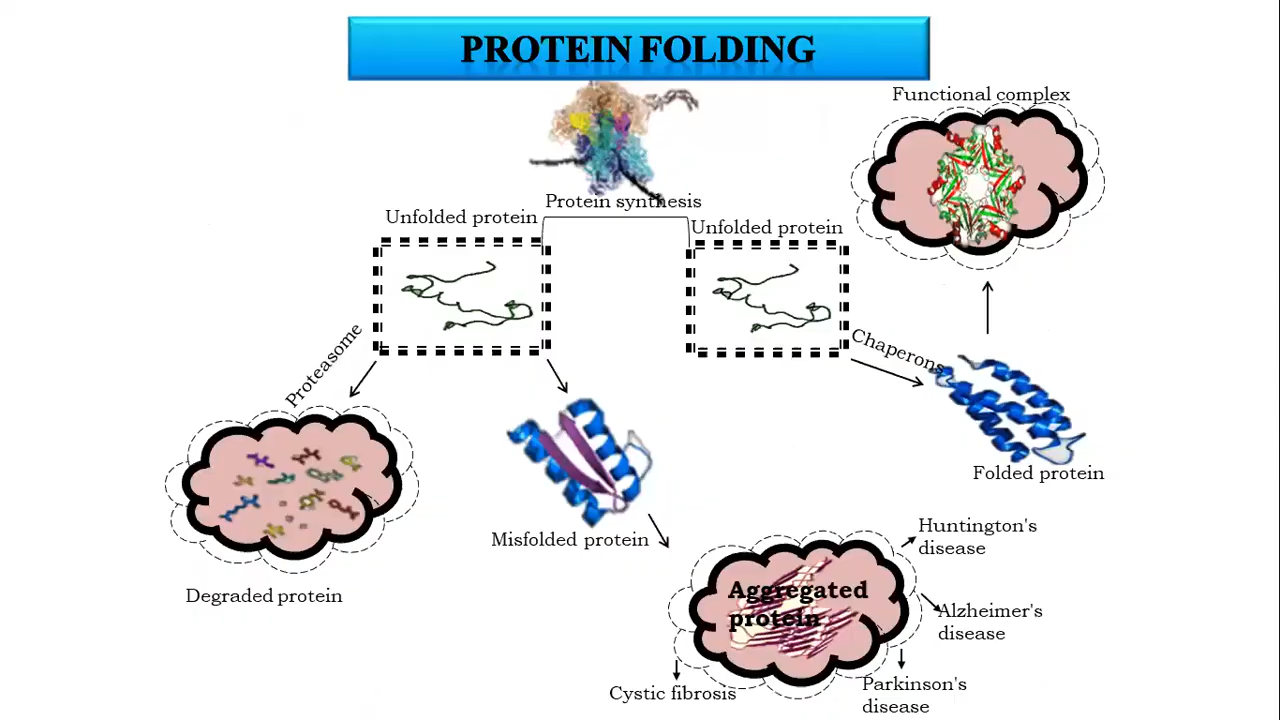 PROTEIN FOLDING
Functional complex
Protein synthesis
Unfolded protein
Unfolded protein
Proteasome
Chaperons
Folded protein
Misfolded protein
Degraded protein
Aggregated
protein
Huntington's
disease
Alzheimer's
disease
Parkinson's
disease
Cystic fibrosis